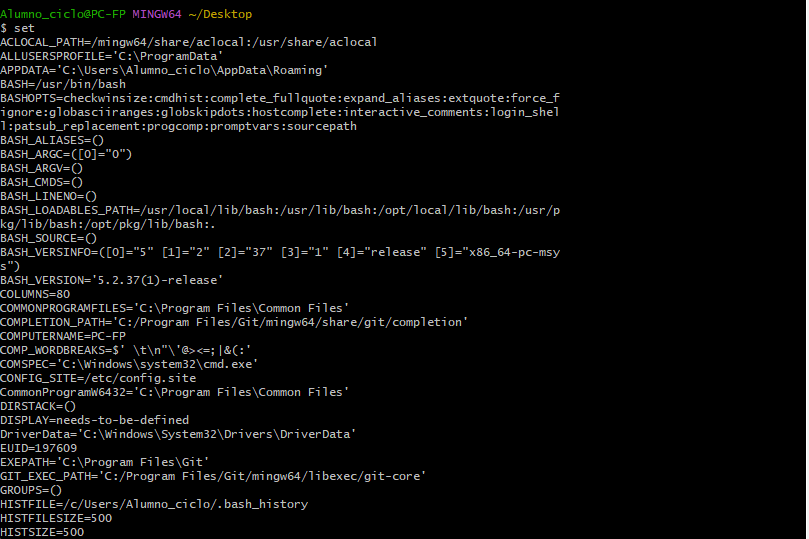 Alumno_ciclo@PC-FP MINGW64 ~/Desktop
$ set
ACLOCAL_PATH=/mingw64/share/aclocal:/usr/share/aclocal
ALLUSERSPROFILE='C:\ProgramData'
APPDATA='C:\Users\Alumno_ciclo\AppData\Roaming'
BASH=/usr/bin/bash
BASHOPTS=checkwinsize:cmdhist:complete_fullquote:expand_aliases:extquote:force_f
ignore:globasciiranges:globskipdots:hostcomplete:interactive_comments:login_shel
l:patsub_replacement:progcomp:promptvars:sourcepath
BASH_ALIASES=()
BASH_ARGC=([0]="0")
BASH_ARGV=()
BASH_CMDS=()
BASH_LINENO=()
BASH_LOADABLES_PATH=/usr/local/lib/bash:/usr/lib/bash:/opt/local/lib/bash:/usr/p
kg/lib/bash:/opt/pkg/lib/bash:.
BASH_SOURCE=()
BASH_VERSINFO=([0]="5" [1]="2" [2]="37" [3]="1" [4]="release" [5]="x86_64-pc-msy
s")
BASH_VERSION='5.2.37(1)-release'
COLUMNS=80
COMMONPROGRAMFILES='C:\Program Files\Common Files'
COMPLETION_PATH='C:/Program Files/Git/mingw64/share/git/completion'
COMPUTERNAME=PC-FP
COMP_WORDBREAKS=$' \t\n"\'@><=;|&(:'
COMSPEC='C:\Windows\system32\cmd.exe'
CONFIG_SITE=/etc/config.site
CommonProgramW6432='C:\Program Files\Common Files'
DIRSTACK=()
DISPLAY=needs-to-be-defined
DriverData='C:\Windows\System32\Drivers\DriverData'
EUID=197609
EXEPATH='C:\Program Files\Git'
GIT_EXEC_PATH='C:/Program Files/Git/mingw64/libexec/git-core'
GROUPS=()
HISTFILE=/c/Users/Alumno_ciclo/.bash_history
HISTFILESIZE=500
HISTSIZE=500